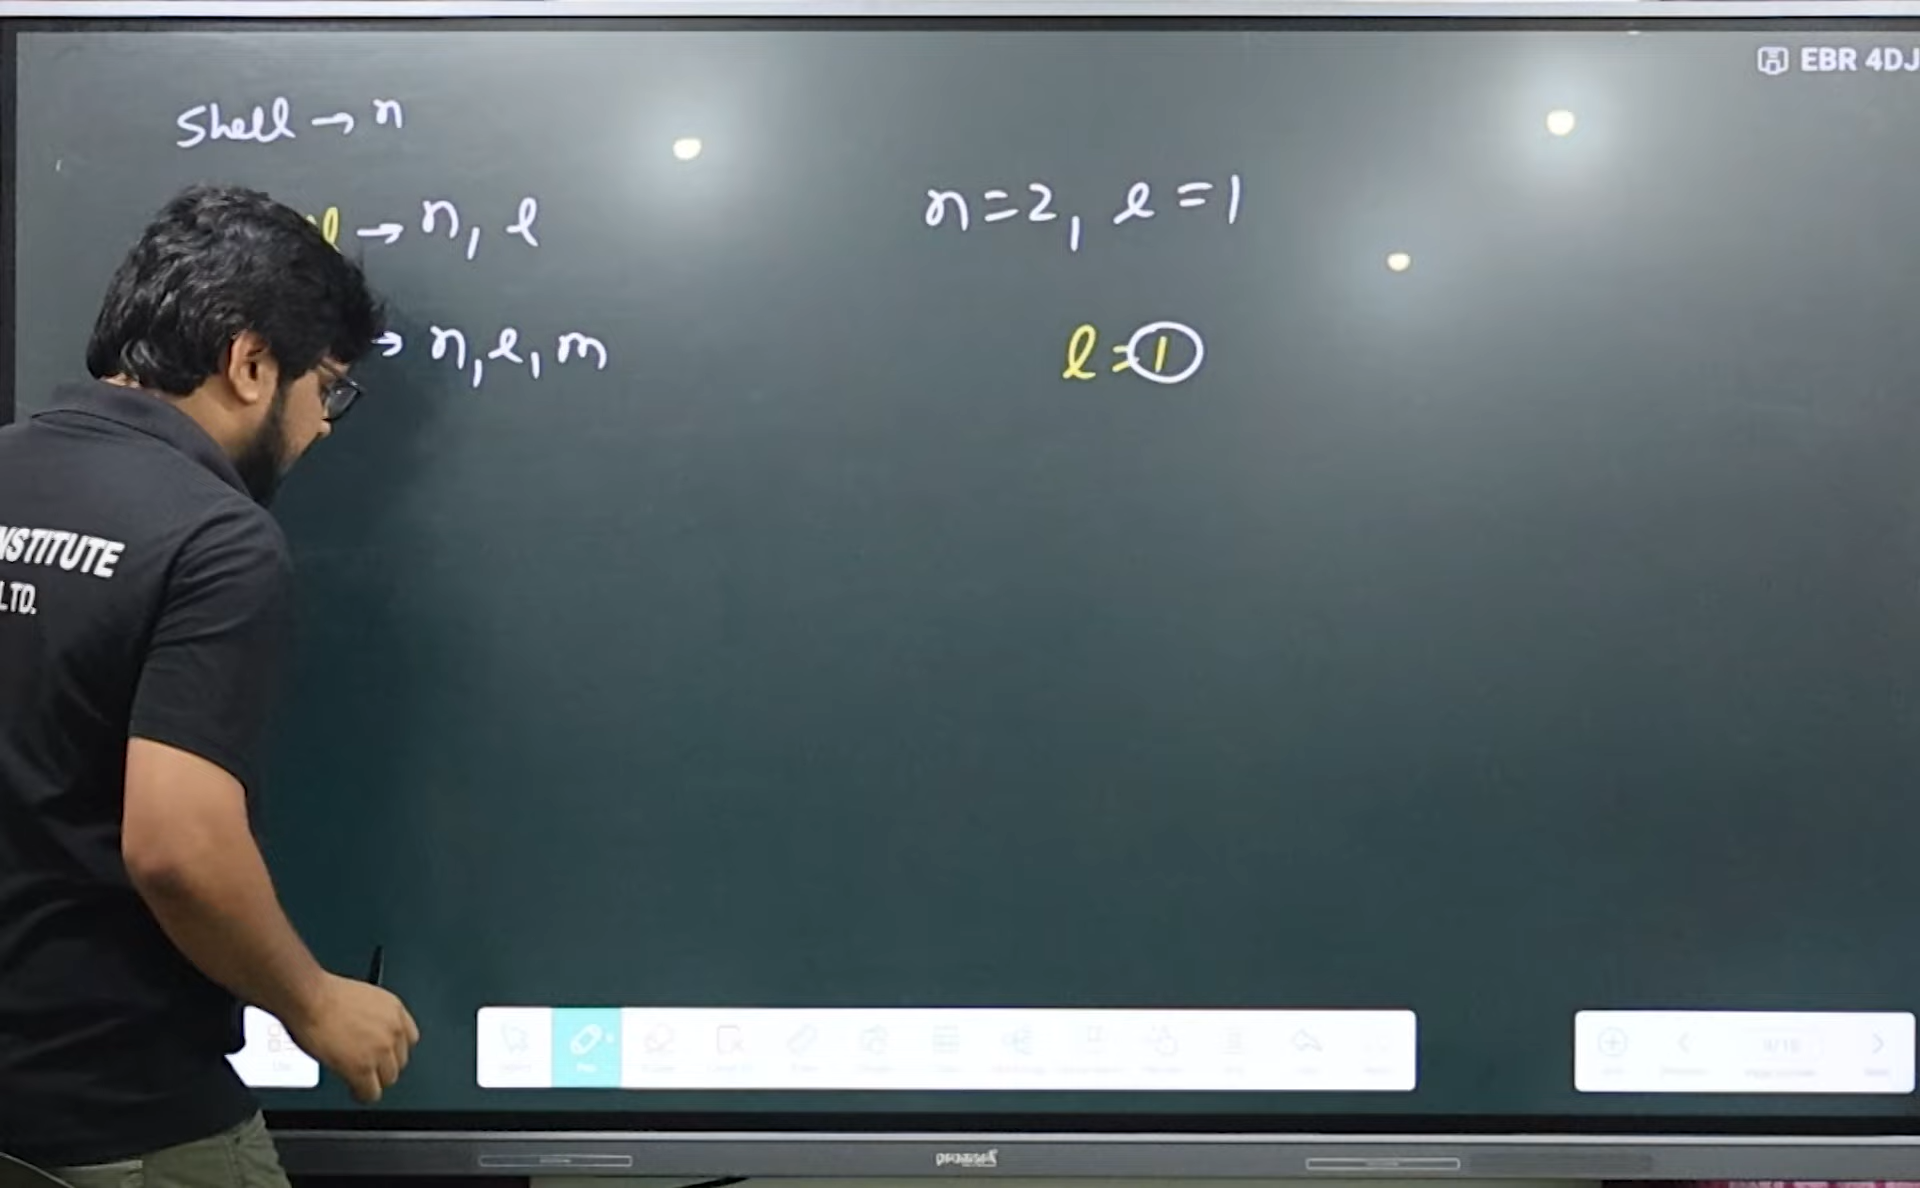 EBR 4DJ
Shell → n
l → n, l
n=2, l=1
→ n, l, m
l=1
NSTITUTE
LTD.